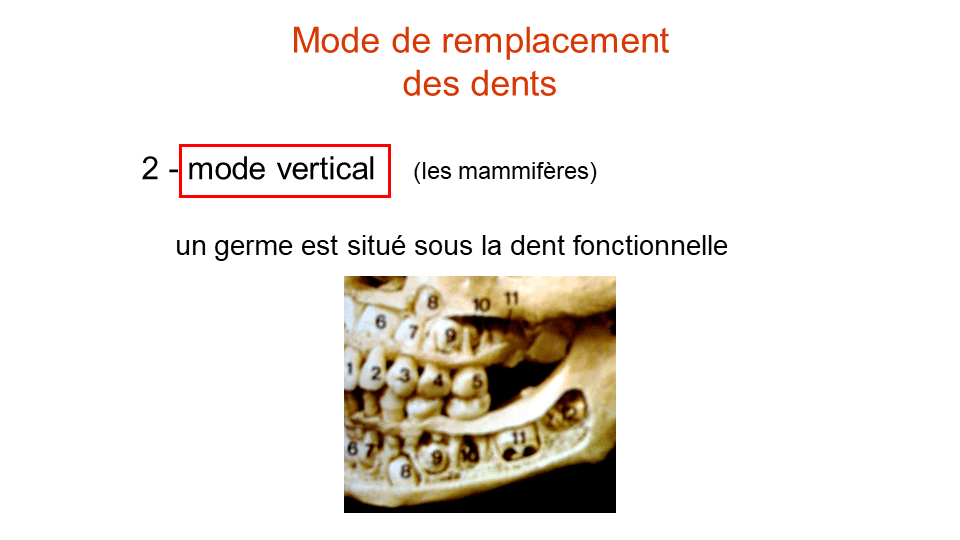 Mode de remplacement
des dents
2 - mode vertical (les mammifères)
un germe est situé sous la dent fonctionnelle
8 10 11
6 7 9
1 2 3 4 5
11 12
6 7 8 9 10